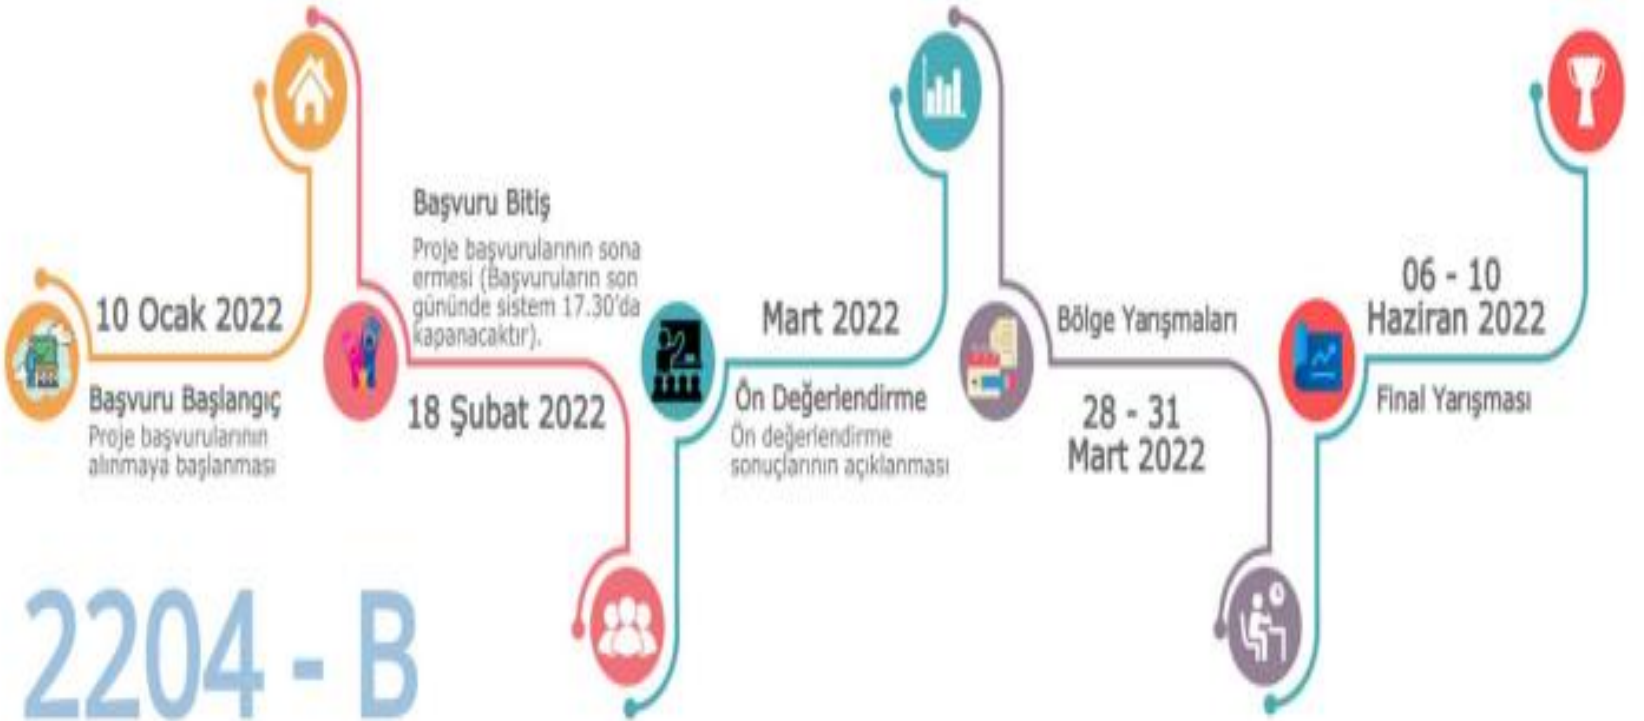 10 Ocak 2022
Başvuru Başlangıç
Proje başvurularının
alınmaya başlanması
Başvuru Bitiş
Proje başvurularının sona
ermesi (Başvuruların son
gününde sistem 17.30'da
kapanacaktır).
18 Şubat 2022
Mart 2022
Ön Değerlendirme
Ön değerlendirme
sonuçlarının açıklanması
Bölge Yarışmaları
28 - 31
Mart 2022
06 - 10
Haziran 2022
Final Yarışması
2204 - B